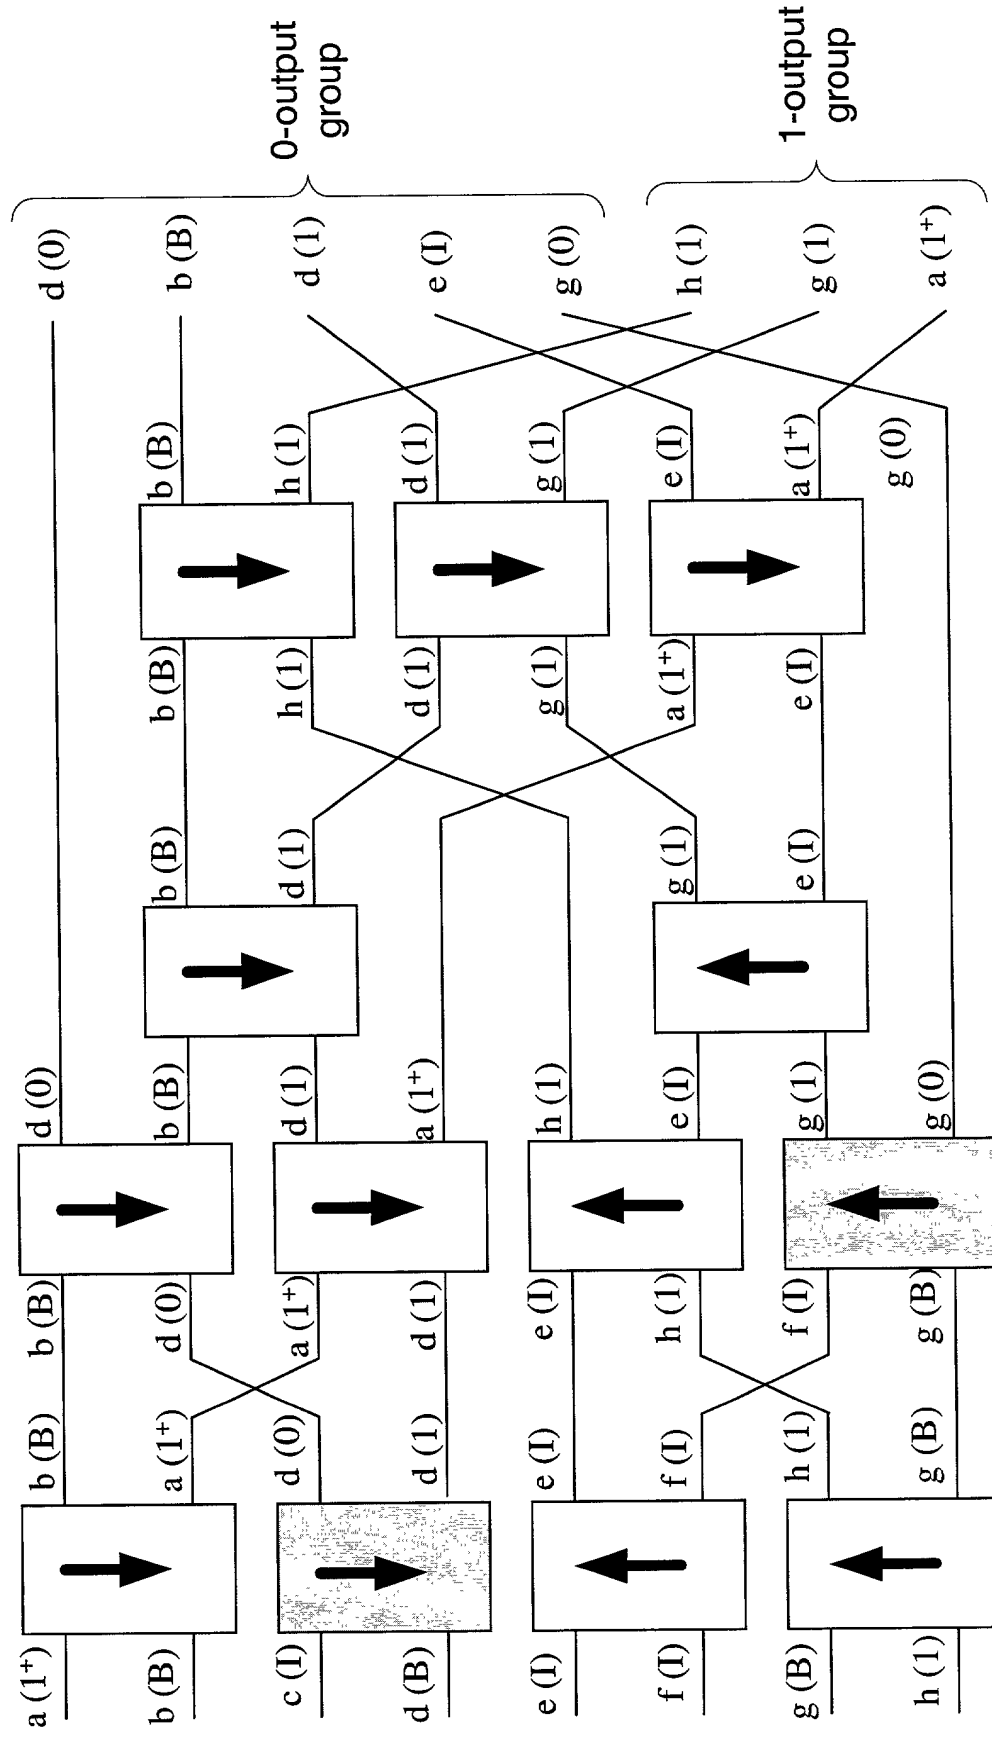 a (1⁺)
b (B)
c (I)
d (B)
e (I)
f (I)
g (B)
h (1)
b (B)
a (1⁺)
d (0)
d (1)
e (I)
f (I)
h (1)
g (B)
b (B)
d (0)
a (1⁺)
d (1)
e (I)
h (1)
f (I)
g (B)
d (0)
b (B)
d (1)
a (1⁺)
h (1)
e (I)
g (1)
g (0)
b (B)
d (1)
g (1)
e (I)
b (B)
h (1)
d (1)
g (1)
a (1⁺)
e (I)
b (B)
h (1)
d (1)
g (1)
e (I)
a (1⁺)
g (0)
d (0)
b (B)
d (1)
e (I)
g (0)
h (1)
g (1)
a (1⁺)
0-output
group
1-output
group